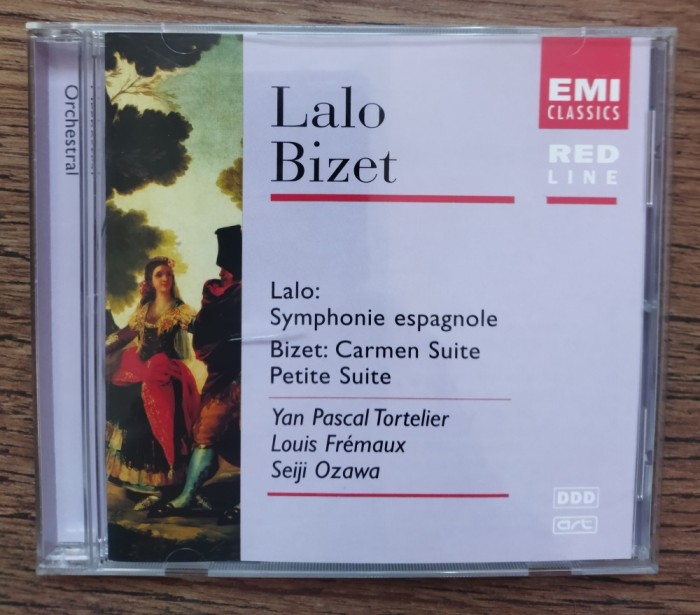 Orchestral
Lalo
Bizet
EMI
CLASSICS
RED
LINE
Lalo:
Symphonie espagnole
Bizet: Carmen Suite
Petite Suite
Yan Pascal Tortelier
Louis Frémaux
Seiji Ozawa
DDD
art